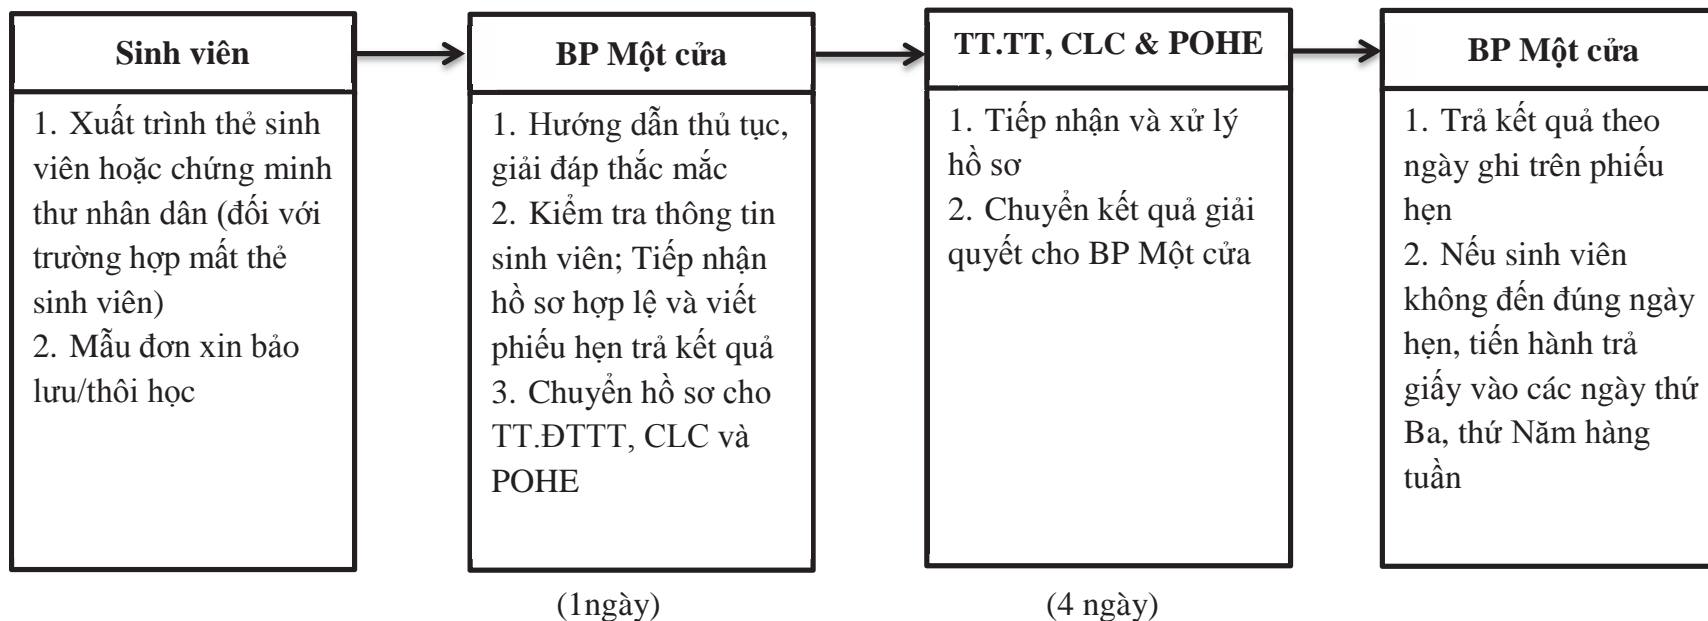 Sinh viên
1. Xuất trình thẻ sinh
viên hoặc chứng minh
thư nhân dân (đối với
trường hợp mất thẻ
sinh viên)
2. Mẫu đơn xin bảo
lưu/thôi học
BP Một cửa
1. Hướng dẫn thủ tục,
giải đáp thắc mắc
2. Kiểm tra thông tin
sinh viên; Tiếp nhận
hồ sơ hợp lệ và viết
phiếu hẹn trả kết quả
3. Chuyển hồ sơ cho
TT.ĐTTT, CLC và
POHE
(1ngày)
TT.TT, CLC & POHE
1. Tiếp nhận và xử lý
hồ sơ
2. Chuyển kết quả giải
quyết cho BP Một cửa
(4 ngày)
BP Một cửa
1. Trả kết quả theo
ngày ghi trên phiếu
hẹn
2. Nếu sinh viên
không đến đúng ngày
hẹn, tiến hành trả
giấy vào các ngày thứ
Ba, thứ Năm hàng
tuần